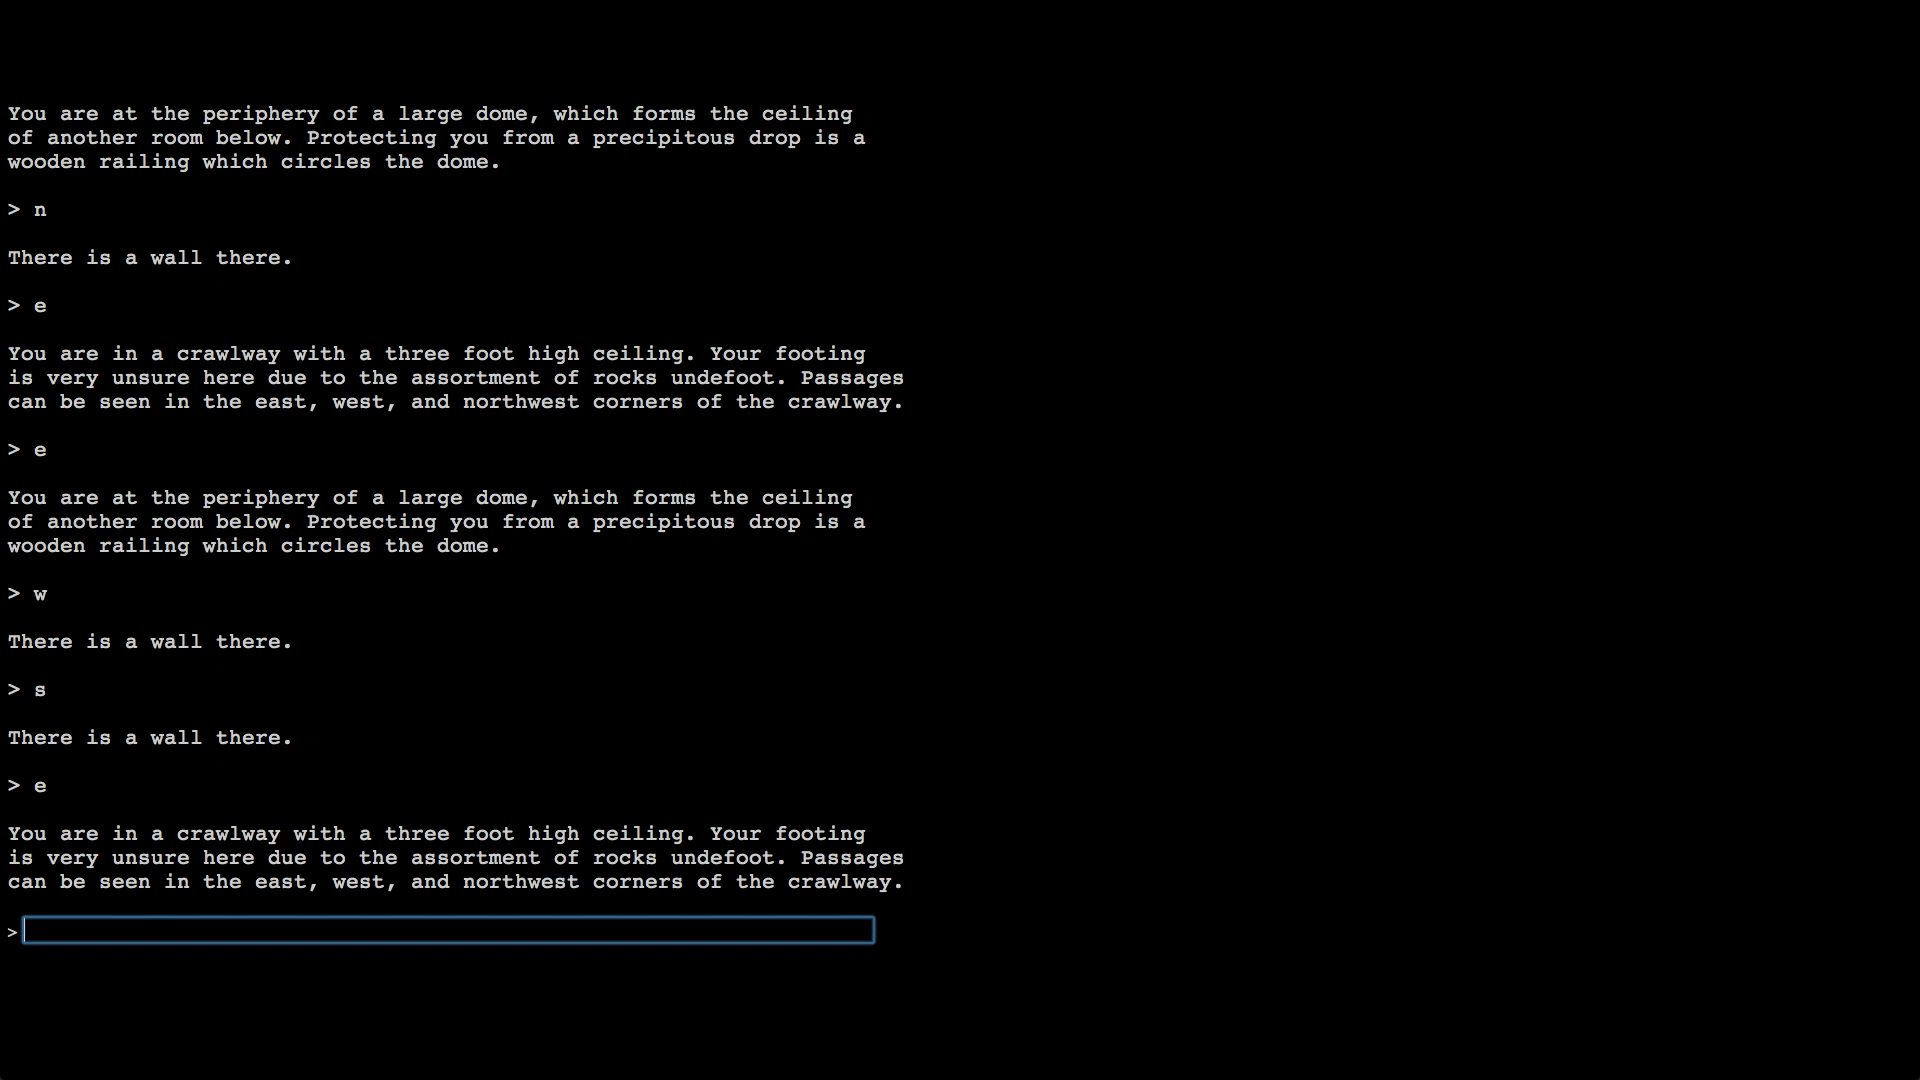 You are at the periphery of a large dome, which forms the ceiling
of another room below. Protecting you from a precipitous drop is a
wooden railing which circles the dome.
> n
There is a wall there.
> e
You are in a crawlway with a three foot high ceiling. Your footing
is very unsure here due to the assortment of rocks undefoot. Passages
can be seen in the east, west, and northwest corners of the crawlway.
> e
You are at the periphery of a large dome, which forms the ceiling
of another room below. Protecting you from a precipitous drop is a
wooden railing which circles the dome.
> w
There is a wall there.
> s
There is a wall there.
> e
You are in a crawlway with a three foot high ceiling. Your footing
is very unsure here due to the assortment of rocks undefoot. Passages
can be seen in the east, west, and northwest corners of the crawlway.
>